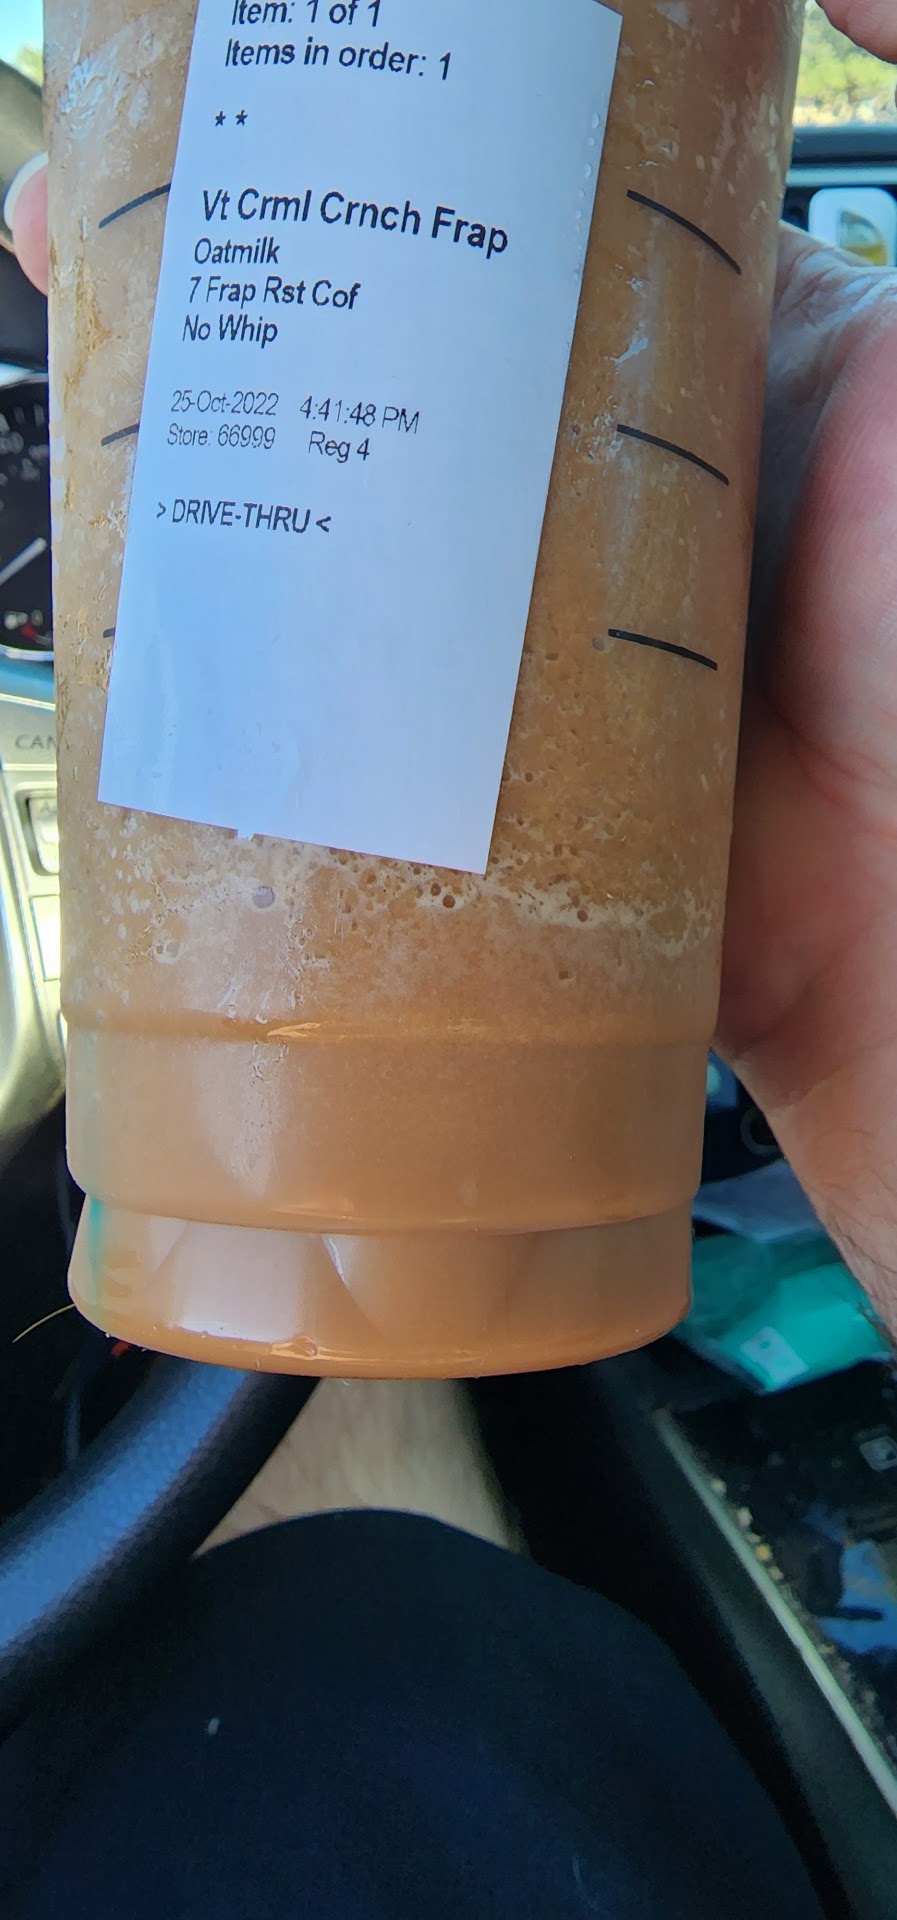 Item: 1 of 1
Items in order: 1
* *
Vt Crml Crnch Frap
Oatmilk
7 Frap Rst Cof
No Whip
25-Oct-2022 4:41:48 PM
Store: 66999 Reg 4
> DRIVE-THRU <
CAN